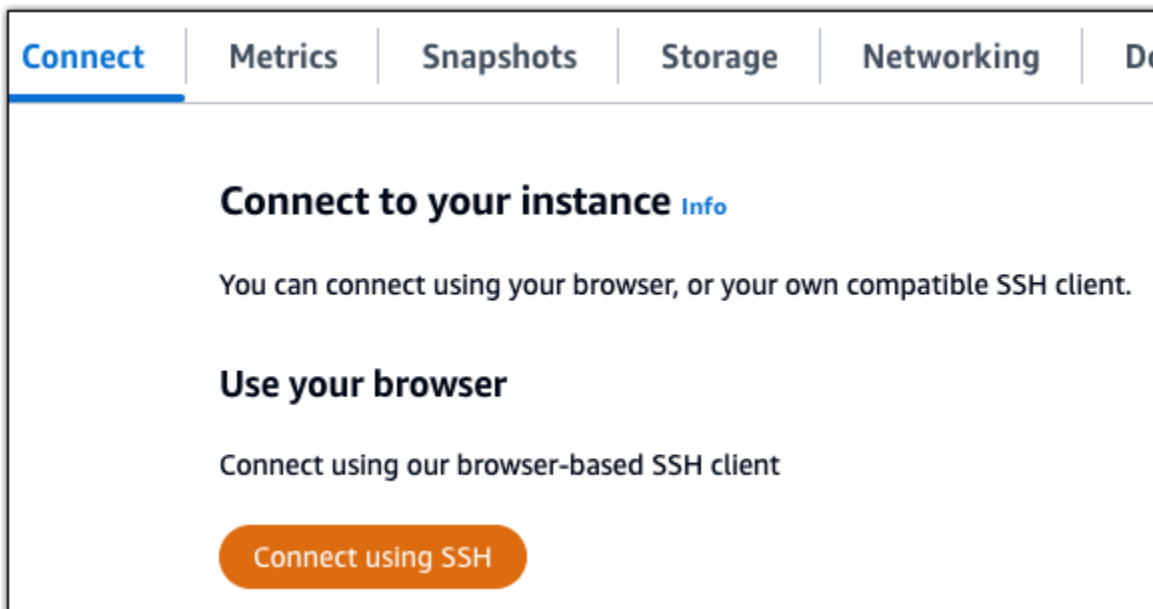 Connect Metrics Snapshots Storage Networking
Connect to your instance Info
You can connect using your browser, or your own compatible SSH client.
Use your browser
Connect using our browser-based SSH client
Connect using SSH